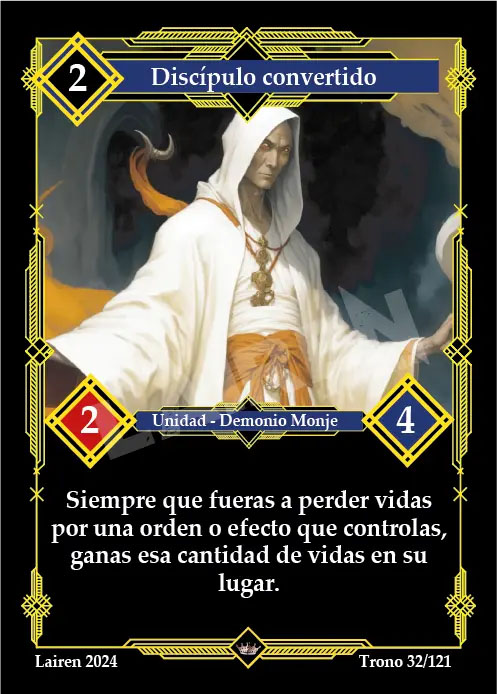 2
Discípulo convertido
2
Unidad - Demonio Monje
4
Siempre que fueras a perder vidas
por una orden o efecto que controlas,
ganas esa cantidad de vidas en su
lugar.
Lairen 2024
Trono 32/121